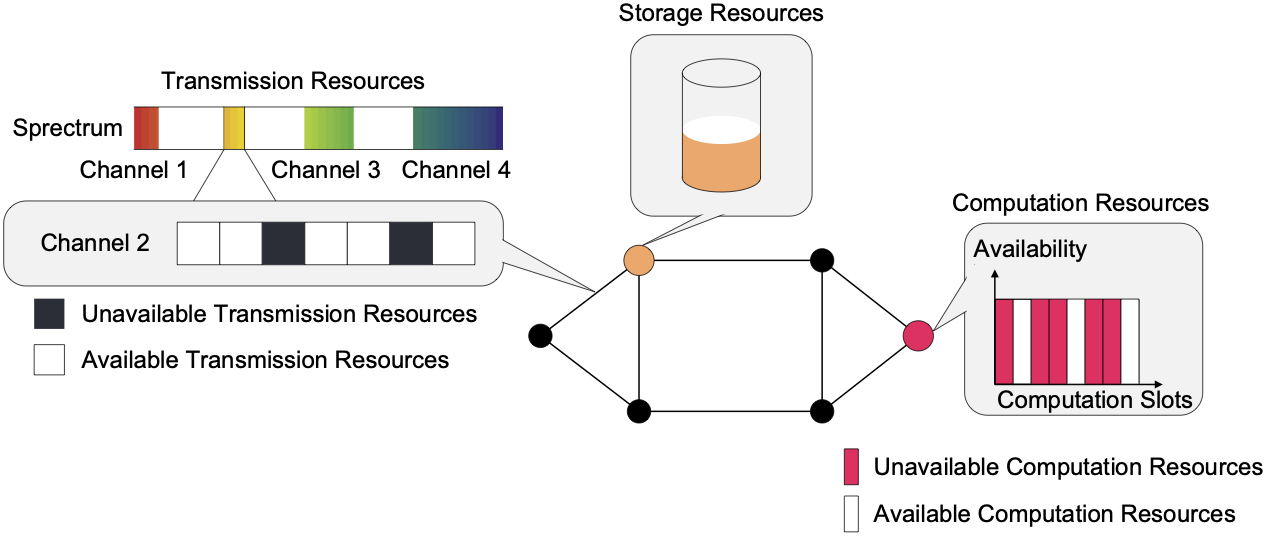 Storage Resources
Transmission Resources
Sprectrum
Channel 1
Channel 3
Channel 4
Channel 2
Unavailable Transmission Resources
Available Transmission Resources
Computation Resources
Availability
Computation Slots
Unavailable Computation Resources
Available Computation Resources